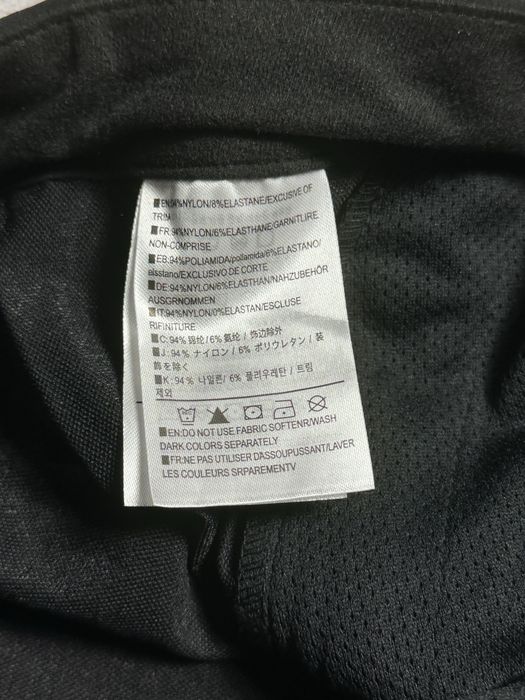 EN:94%NYLON/8%ELASTANE/EXCUSIVE OF
TRIM
FR:94%NYLON/6%ELASTHANE/GARNITLIRE
NON-COMPRISE
EB:94%POLIAMIDA/pollamida/6%ELASTANO/
elasstano/EXCLUSIVO DE CORTE
DE:94%NYLON/6%ELASTHAN/NAHZUBEHÖR
AUSGRNOMMEN
IT:94%NYLON/0%ELASTAN/ESCLUSE
RIFINITURE
C:94% 锦纶/6% 氨纶 / 饰边除外
J:94% ナイロン / 6% ポリウレタン / 装
飾を除く
K:94% 나일론/ 6% 폴리우레탄 / 트림
제외
EN:DO NOT USE FABRIC SOFTENR/WASH
DARK COLORS SEPARATELY
FR:NE PAS UTILISER DASSOUPUSSANT/LAVER
LES COULEURS SRPAREMENTV